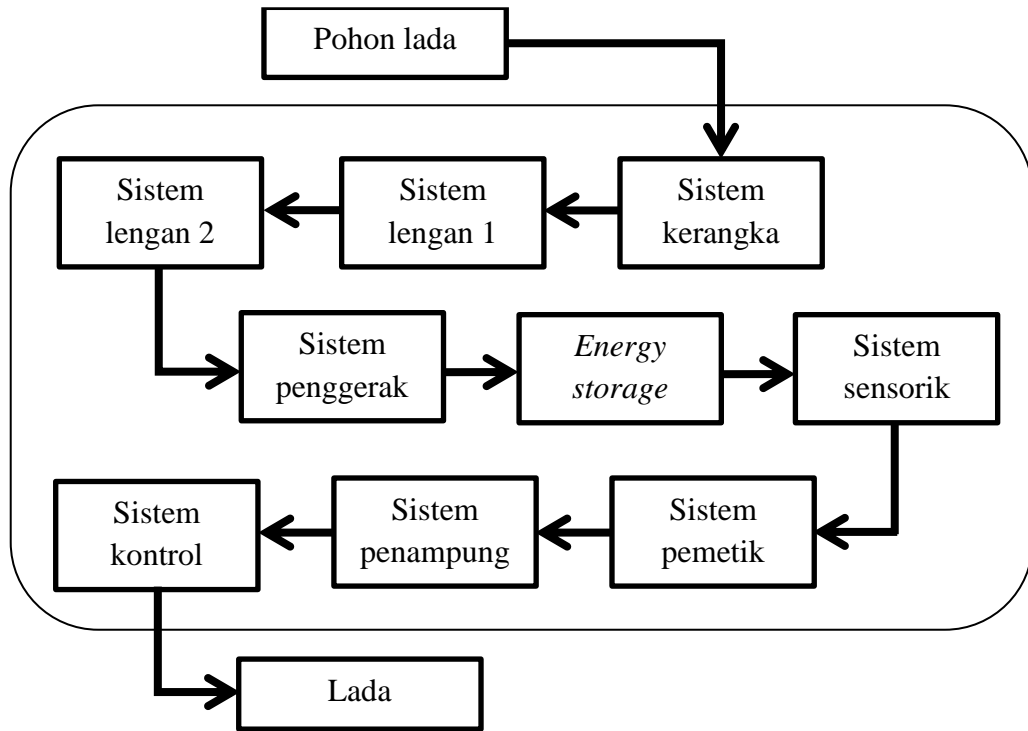 Pohon lada
Sistem
lengan 2
Sistem
lengan 1
Sistem
kerangka
Sistem
penggerak
Energy
storage
Sistem
sensorik
Sistem
kontrol
Sistem
penampung
Sistem
pemetik
Lada